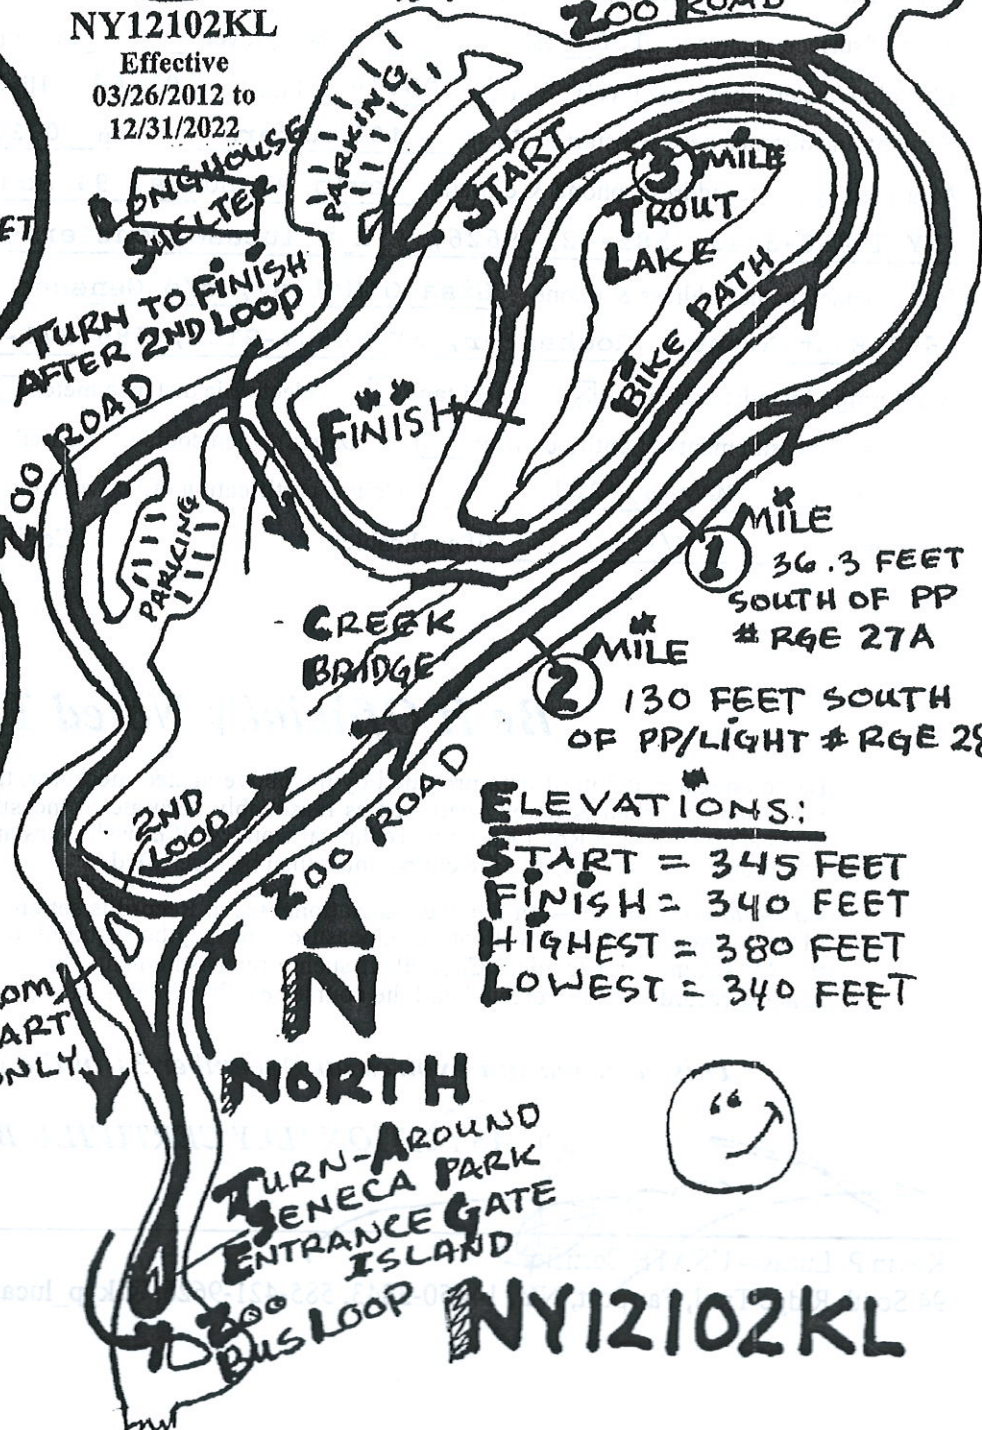 ZOO ROAD
NY12102KL
Effective
03/26/2012 to
12/31/2022
LONGHOUSE
SHELTER
PARKING
START
3 MILE
TROUT
LAKE
BIKE PATH
TURN TO FINISH
AFTER 2ND LOOP
ZOO ROAD
FINISH
PARKING
1 MILE
36.3 FEET
SOUTH OF PP
# RGE 27A
CREEK
BRIDGE
2 MILE
130 FEET SOUTH
OF PP/LIGHT # RGE 28
2ND
LOOP
ZOO ROAD
ELEVATIONS:
START = 345 FEET
FINISH = 340 FEET
HIGHEST = 380 FEET
LOWEST = 340 FEET
N
NORTH
TURN-AROUND
SENECA PARK
ENTRANCE GATE
ISLAND
ZOO
BUS LOOP
NY12102KL